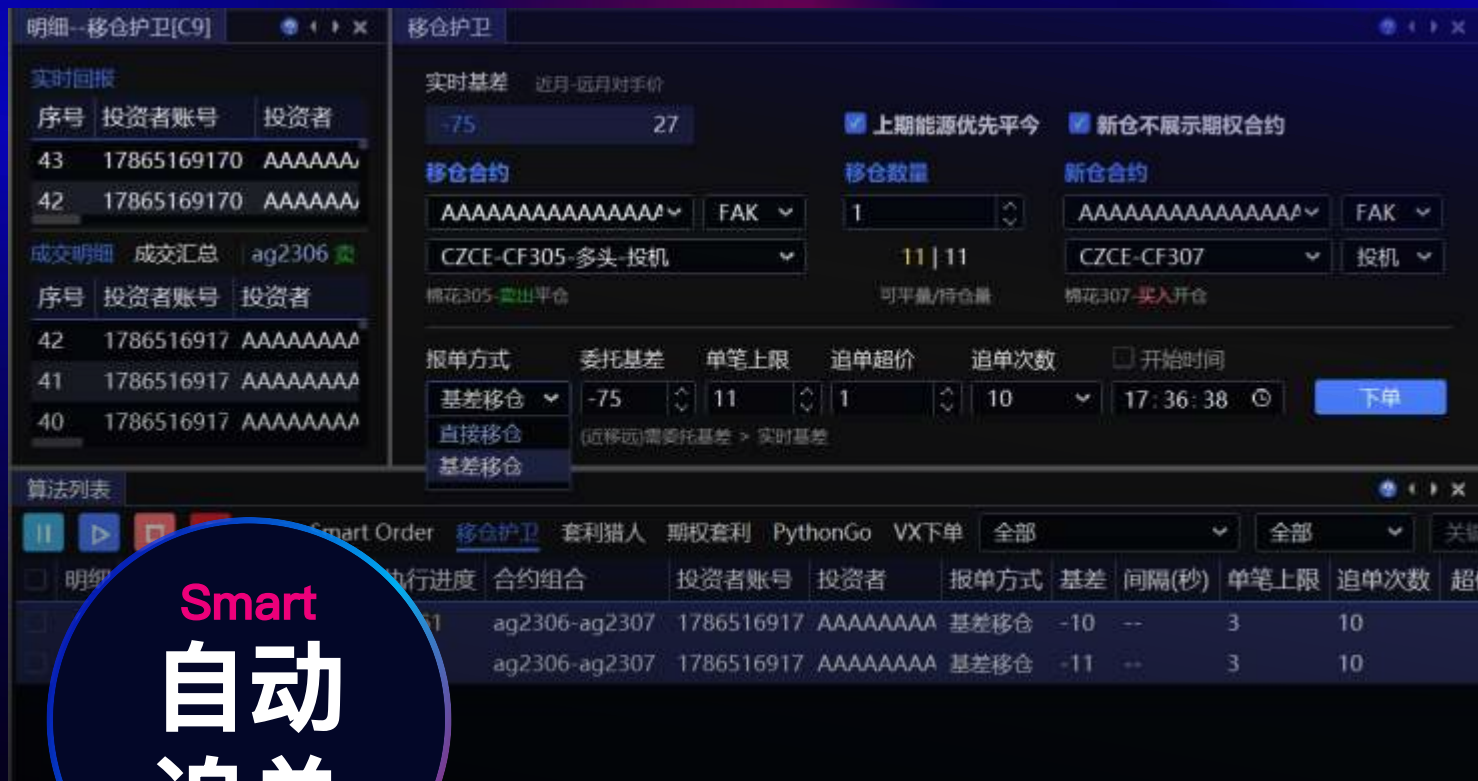 明细--移仓护卫[C9]
实时回报
序号 投资者账号 投资者
43 17865169170 AAAAAA
42 17865169170 AAAAAA
成交明细 成交汇总 ag2306 卖
序号 投资者账号 投资者
42 1786516917 AAAAAAAA
41 1786516917 AAAAAAAA
40 1786516917 AAAAAAAA
移仓护卫
实时基差 近月-远月对手价
-75 27
上期能源优先平今 新仓不展示期权合约
移仓合约 移仓数量 新仓合约
AAAAAAAAAAAAAAA FAK 1 AAAAAAAAAAAAAAA FAK
CZCE-CF305-多头-投机 11 | 11 CZCE-CF307 投机
棉花305-卖出平仓 可平量/持仓量 棉花307-买入开仓
报单方式 委托基差 单笔上限 追单超价 追单次数 开始时间
基差移仓 -75 11 1 10 17:36:38 下单
直接移仓 (近移远)需委托基差 > 实时基差
基差移仓
算法列表
Smart Order 移仓护卫 套利猎人 期权套利 PythonGo VX下单 全部 全部
明细 执行进度 合约组合 投资者账号 投资者 报单方式 基差 间隔(秒) 单笔上限 追单次数
ag2306-ag2307 1786516917 AAAAAAAA 基差移仓 -10 -- 3 10
ag2306-ag2307 1786516917 AAAAAAAA 基差移仓 -11 -- 3 10
Smart
自动
追单